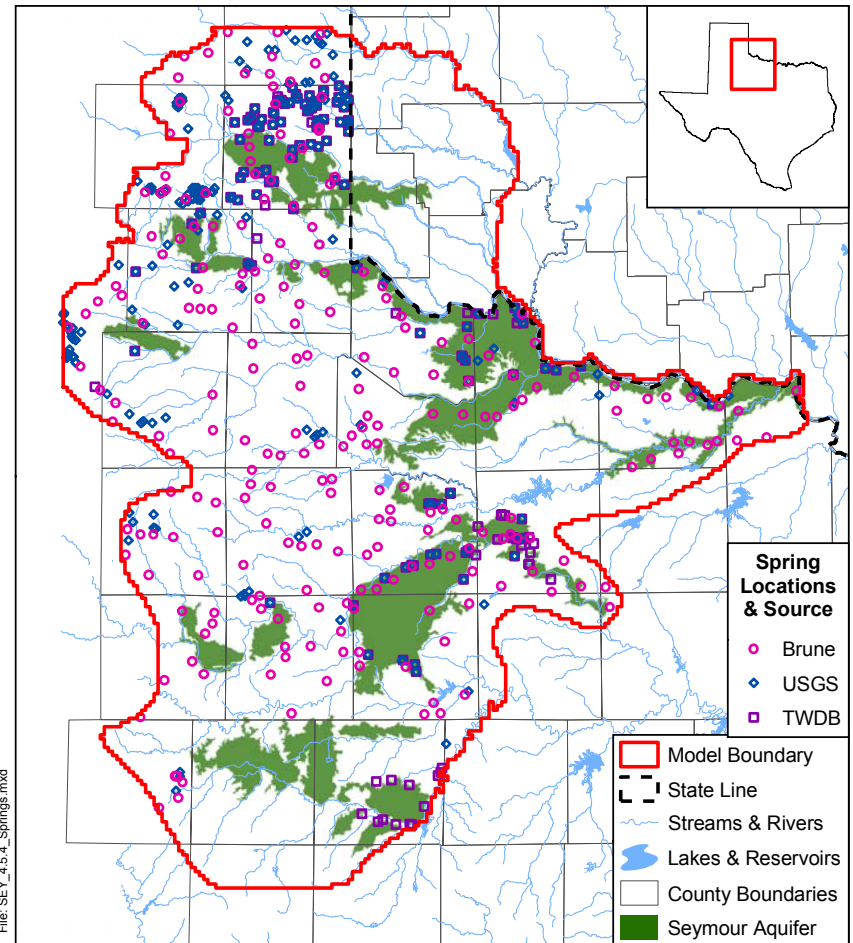 Spring
Locations
& Source
Brune
USGS
TWDB
Model Boundary
State Line
Streams & Rivers
Lakes & Reservoirs
County Boundaries
Seymour Aquifer
File: SEY_4.5.4_Springs.mxd